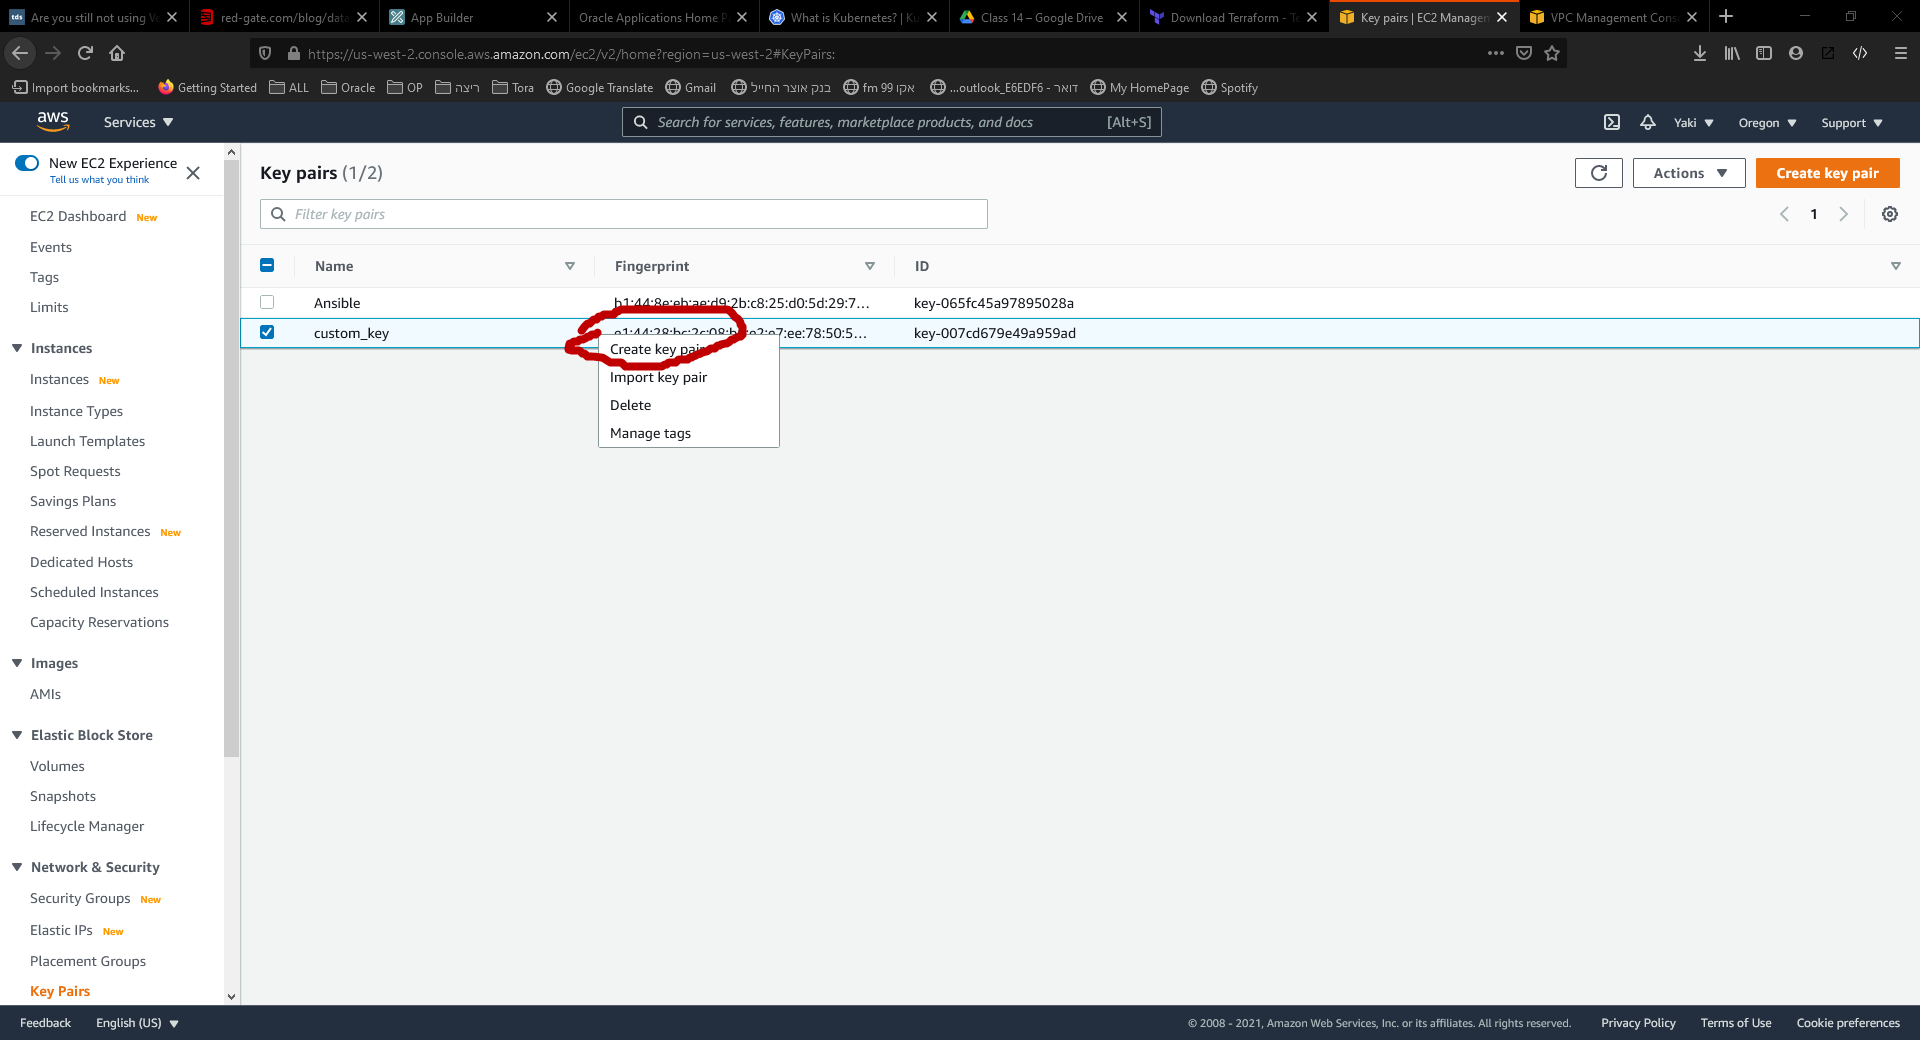 Are you still not using Ve
red-gate.com/blog/data
App Builder
Oracle Applications Home P
What is Kubernetes? | Ku
Class 14 – Google Drive
Download Terraform - Te
Key pairs | EC2 Managem
VPC Management Cons
https://us-west-2.console.aws.amazon.com/ec2/v2/home?region=us-west-2#KeyPairs:
Import bookmarks...
Getting Started
ALL
Oracle
OP
ריצה
Tora
Google Translate
Gmail
בנק אוצר החייל
אקו 99 fm
...outlook_E6EDF6 - דואר
My HomePage
Spotify
aws
Services
Search for services, features, marketplace products, and docs
[Alt+S]
Yaki
Oregon
Support
New EC2 Experience
Tell us what you think
EC2 Dashboard New
Events
Tags
Limits
Instances
Instances New
Instance Types
Launch Templates
Spot Requests
Savings Plans
Reserved Instances New
Dedicated Hosts
Scheduled Instances
Capacity Reservations
Images
AMIs
Elastic Block Store
Volumes
Snapshots
Lifecycle Manager
Network & Security
Security Groups New
Elastic IPs New
Placement Groups
Key Pairs
Key pairs (1/2)
Actions
Create key pair
Filter key pairs
1
Name Fingerprint ID
Ansible b1:44:8e:eb:ae:d9:2b:c8:25:d0:5d:29:7... key-065fc45a97895028a
custom_key :e7:ee:78:50:5... key-007cd679e49a959ad
Create key pair
Import key pair
Delete
Manage tags
Feedback
English (US)
© 2008 - 2021, Amazon Web Services, Inc. or its affiliates. All rights reserved.
Privacy Policy
Terms of Use
Cookie preferences